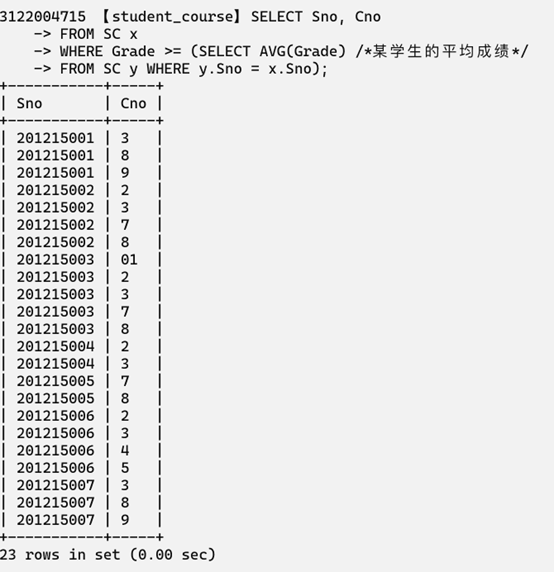 3122004715 【student_course】SELECT Sno, Cno
    -> FROM SC x
    -> WHERE Grade >= (SELECT AVG(Grade) /*某学生的平均成绩*/
    -> FROM SC y WHERE y.Sno = x.Sno);
+-----------+-----+
| Sno       | Cno |
+-----------+-----+
| 201215001 | 3   |
| 201215001 | 8   |
| 201215001 | 9   |
| 201215002 | 2   |
| 201215002 | 3   |
| 201215002 | 7   |
| 201215002 | 8   |
| 201215003 | 01  |
| 201215003 | 2   |
| 201215003 | 3   |
| 201215003 | 7   |
| 201215003 | 8   |
| 201215004 | 2   |
| 201215004 | 3   |
| 201215005 | 7   |
| 201215005 | 8   |
| 201215006 | 2   |
| 201215006 | 3   |
| 201215006 | 4   |
| 201215006 | 5   |
| 201215007 | 3   |
| 201215007 | 8   |
| 201215007 | 9   |
+-----------+-----+
23 rows in set (0.00 sec)